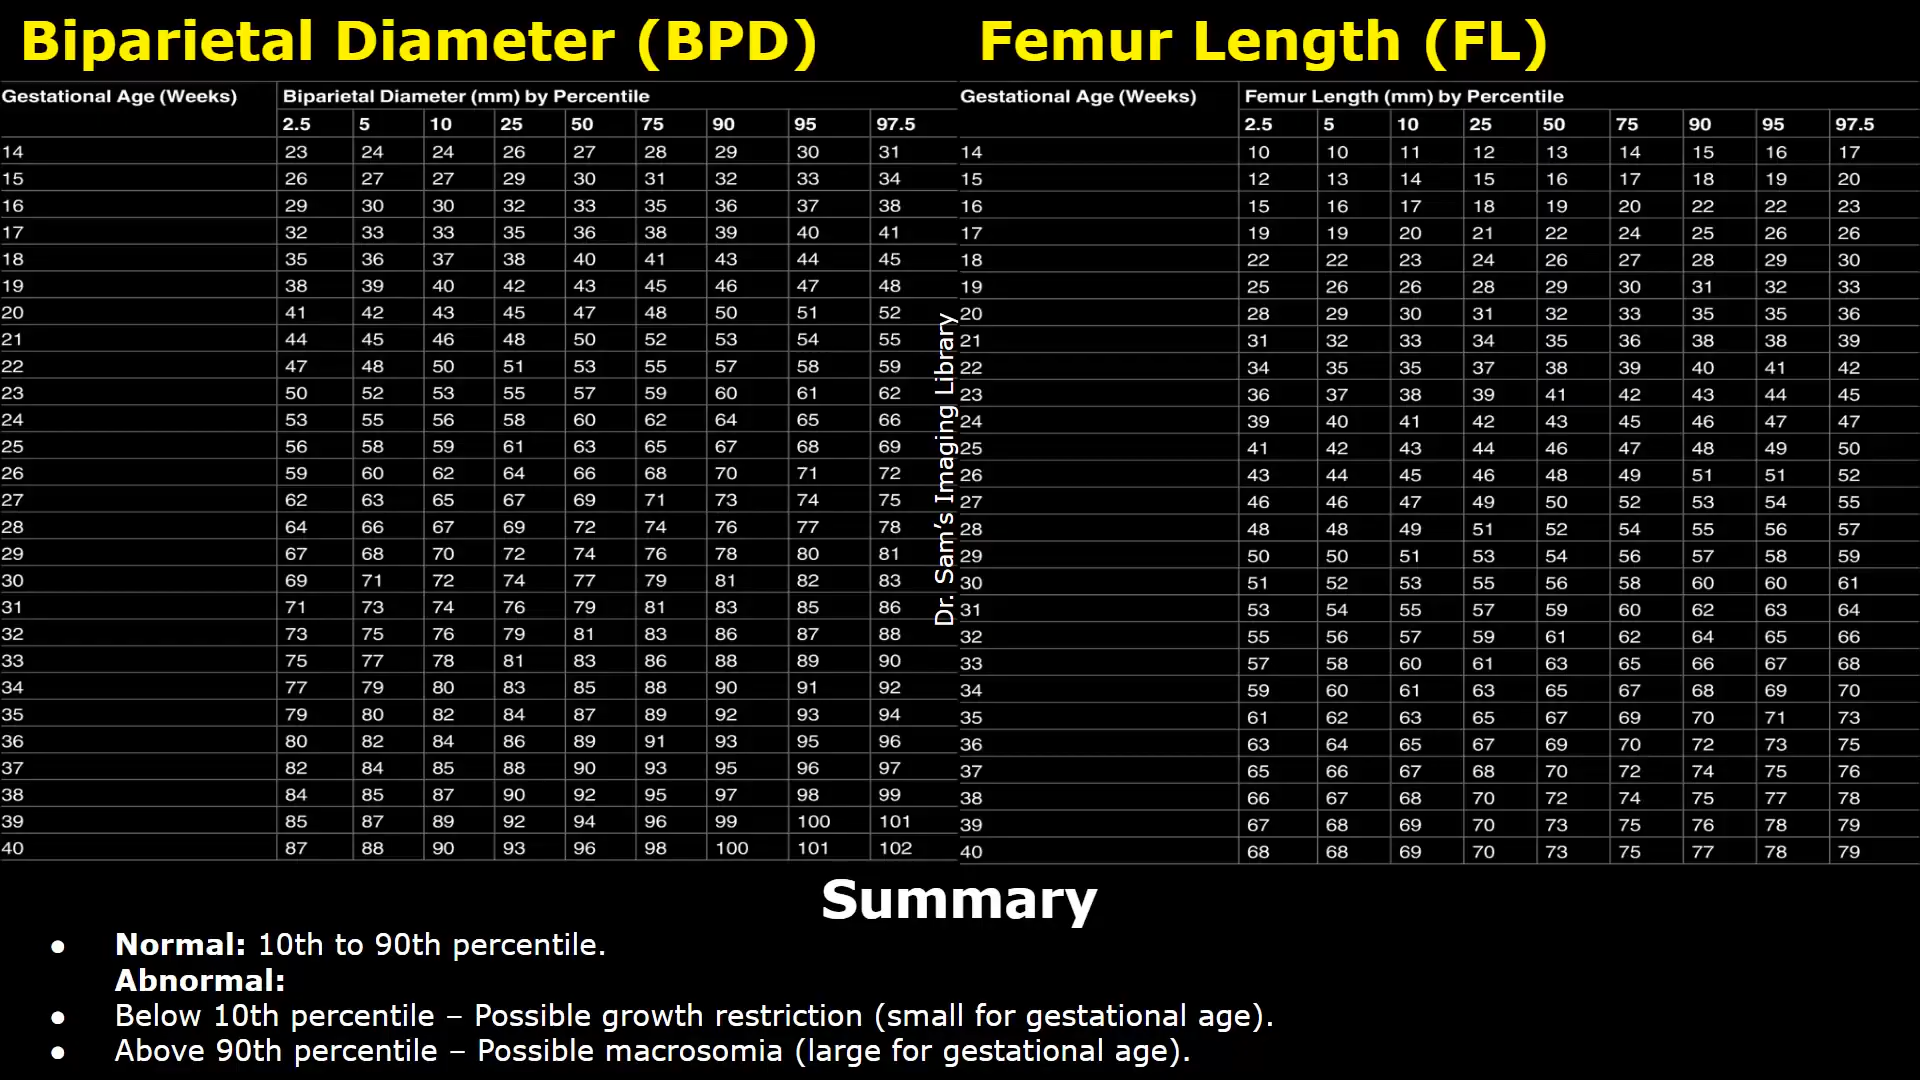 Biparietal Diameter (BPD)
Gestational Age (Weeks) Biparietal Diameter (mm) by Percentile
2.5 5 10 25 50 75 90 95 97.5
14 23 24 24 26 27 28 29 30 31
15 26 27 27 29 30 31 32 33 34
16 29 30 30 32 33 35 36 37 38
17 32 33 33 35 36 38 39 40 41
18 35 36 37 38 40 41 43 44 45
19 38 39 40 42 43 45 46 47 48
20 41 42 43 45 47 48 50 51 52
21 44 45 46 48 50 52 53 54 55
22 47 48 50 51 53 55 57 58 59
23 50 52 53 55 57 59 60 61 62
24 53 55 56 58 60 62 64 65 66
25 56 58 59 61 63 65 67 68 69
26 59 60 62 64 66 68 70 71 72
27 62 63 65 67 69 71 73 74 75
28 64 66 67 69 72 74 76 77 78
29 67 68 70 72 74 76 78 80 81
30 69 71 72 74 77 79 81 82 83
31 71 73 74 76 79 81 83 85 86
32 73 75 76 79 81 83 86 87 88
33 75 77 78 81 83 86 88 89 90
34 77 79 80 83 85 88 90 91 92
35 79 80 82 84 87 89 92 93 94
36 80 82 84 86 89 91 93 95 96
37 82 84 85 88 90 93 95 96 97
38 84 85 87 90 92 95 97 98 99
39 85 87 89 92 94 96 99 100 101
40 87 88 90 93 96 98 100 101 102
Dr. Sam's Imaging Library
Femur Length (FL)
Gestational Age (Weeks) Femur Length (mm) by Percentile
2.5 5 10 25 50 75 90 95 97.5
14 10 10 11 12 13 14 15 16 17
15 12 13 14 15 16 17 18 19 20
16 15 16 17 18 19 20 22 22 23
17 19 19 20 21 22 24 25 26 26
18 22 22 23 24 26 27 28 29 30
19 25 26 26 28 29 30 31 32 33
20 28 29 30 31 32 33 35 35 36
21 31 32 33 34 35 36 38 38 39
22 34 35 35 37 38 39 40 41 42
23 36 37 38 39 41 42 43 44 45
24 39 40 41 42 43 45 46 47 47
25 41 42 43 44 46 47 48 49 50
26 43 44 45 46 48 49 51 51 52
27 46 46 47 49 50 52 53 54 55
28 48 48 49 51 52 54 55 56 57
29 50 50 51 53 54 56 57 58 59
30 51 52 53 55 56 58 60 60 61
31 53 54 55 57 59 60 62 63 64
32 55 56 57 59 61 62 64 65 66
33 57 58 60 61 63 65 66 67 68
34 59 60 61 63 65 67 68 69 70
35 61 62 63 65 67 69 70 71 73
36 63 64 65 67 69 70 72 73 75
37 65 66 67 68 70 72 74 75 76
38 66 67 68 70 72 74 75 77 78
39 67 68 69 70 73 75 76 78 79
40 68 68 69 70 73 75 77 78 79
Summary
● Normal: 10th to 90th percentile.
Abnormal:
● Below 10th percentile – Possible growth restriction (small for gestational age).
● Above 90th percentile – Possible macrosomia (large for gestational age).